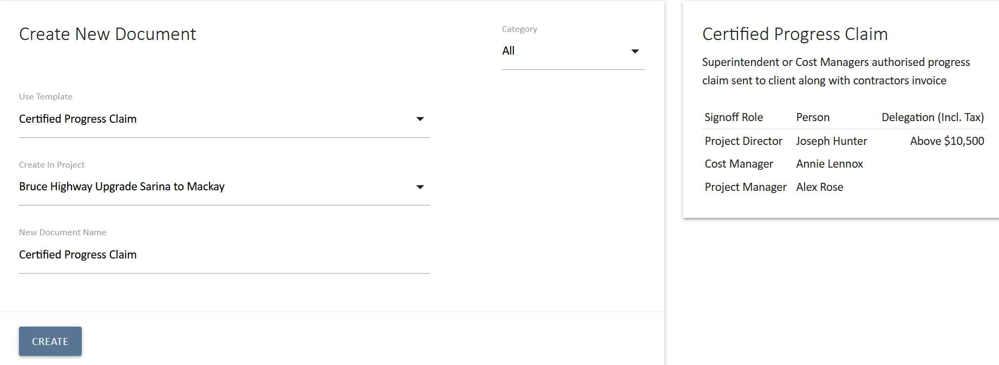 Create New Document
Category
All
Use Template
Certified Progress Claim
Create In Project
Bruce Highway Upgrade Sarina to Mackay
New Document Name
Certified Progress Claim
CREATE
Certified Progress Claim
Superintendent or Cost Managers authorised progress
claim sent to client along with contractors invoice
Signoff Role Person Delegation (Incl. Tax)
Project Director Joseph Hunter Above $10,500
Cost Manager Annie Lennox
Project Manager Alex Rose